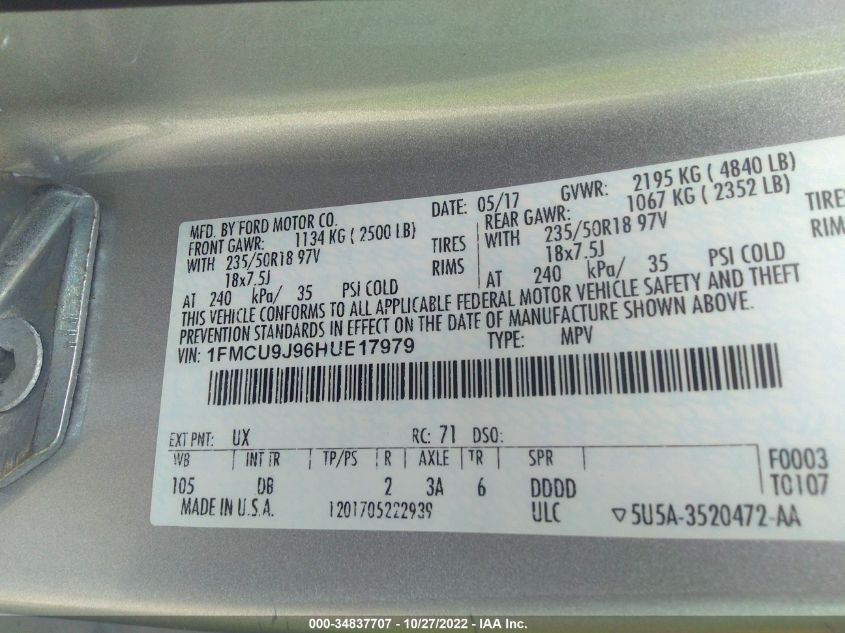 MFD. BY FORD MOTOR CO. DATE: 05/17 GVWR: 2195 KG ( 4840 LB)
FRONT GAWR: 1134 KG ( 2500 LB) REAR GAWR: 1067 KG ( 2352 LB)
WITH 235/50R18 97V TIRES WITH 235/50R18 97V TIRES
18x7.5J RIMS 18x7.5J RIM
AT 240 kPa/ 35 PSI COLD AT 240 kPa/ 35 PSI COLD
THIS VEHICLE CONFORMS TO ALL APPLICABLE FEDERAL MOTOR VEHICLE SAFETY AND THEFT
PREVENTION STANDARDS IN EFFECT ON THE DATE OF MANUFACTURE SHOWN ABOVE.
VIN: 1FMCU9J96HUE17979 TYPE: MPV
EXT PNT: UX RC: 71 DSO:
WB INT TR TP/PS R AXLE TR SPR F0003
105 DB 2 3A 6 DDDD T0107
MADE IN U.S.A. 1201705222939 ULC ▽5U5A-3520472-AA
000-34837707 - 10/27/2022 - IAA Inc.